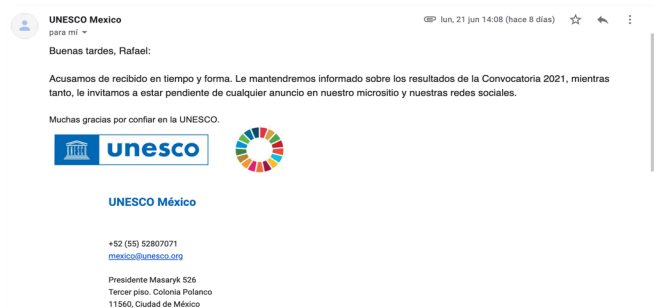 UNESCO Mexico
lun, 21 jun 14:08 (hace 8 días)
para mí
Buenas tardes, Rafael:
Acusamos de recibido en tiempo y forma. Le mantendremos informado sobre los resultados de la Convocatoria 2021, mientras
tanto, le invitamos a estar pendiente de cualquier anuncio en nuestro micrositio y nuestras redes sociales.
Muchas gracias por confiar en la UNESCO.
unesco
UNESCO México
+52 (55) 52807071
mexico@unesco.org
Presidente Masaryk 526
Tercer piso. Colonia Polanco
11560, Ciudad de México